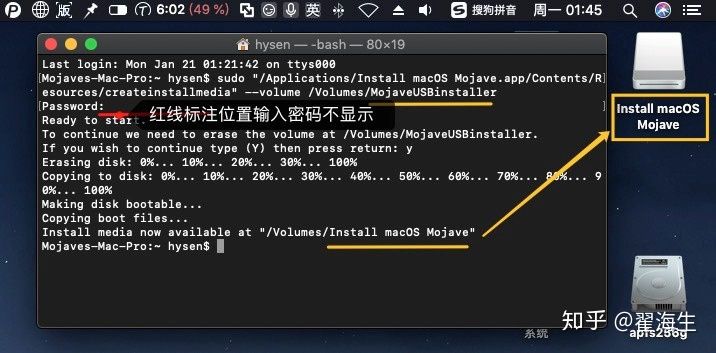 版 6:02 (49 %) 英 搜狗拼音 周一 01:45
hysen — -bash — 80×19
Last login: Mon Jan 21 01:21:42 on ttys000
[Mojaves-Mac-Pro:~ hysen$ sudo "/Applications/Install macOS Mojave.app/Contents/R]
esources/createinstallmedia" --volume /Volumes/MojaveUSBinstaller
[Password:
红线标注位置输入密码不显示
Ready to start.
To continue we need to erase the volume at /Volumes/MojaveUSBinstaller.
If you wish to continue type (Y) then press return: y
Erasing disk: 0%... 10%... 20%... 30%... 100%
Copying to disk: 0%... 10%... 20%... 30%... 40%... 50%... 60%... 70%... 80%... 9
0%... 100%
Making disk bootable...
Copying boot files...
Install media now available at "/Volumes/Install macOS Mojave"
Mojaves-Mac-Pro:~ hysen$
Install macOS
Mojave
系统
apfs256g
知乎 @翟海生